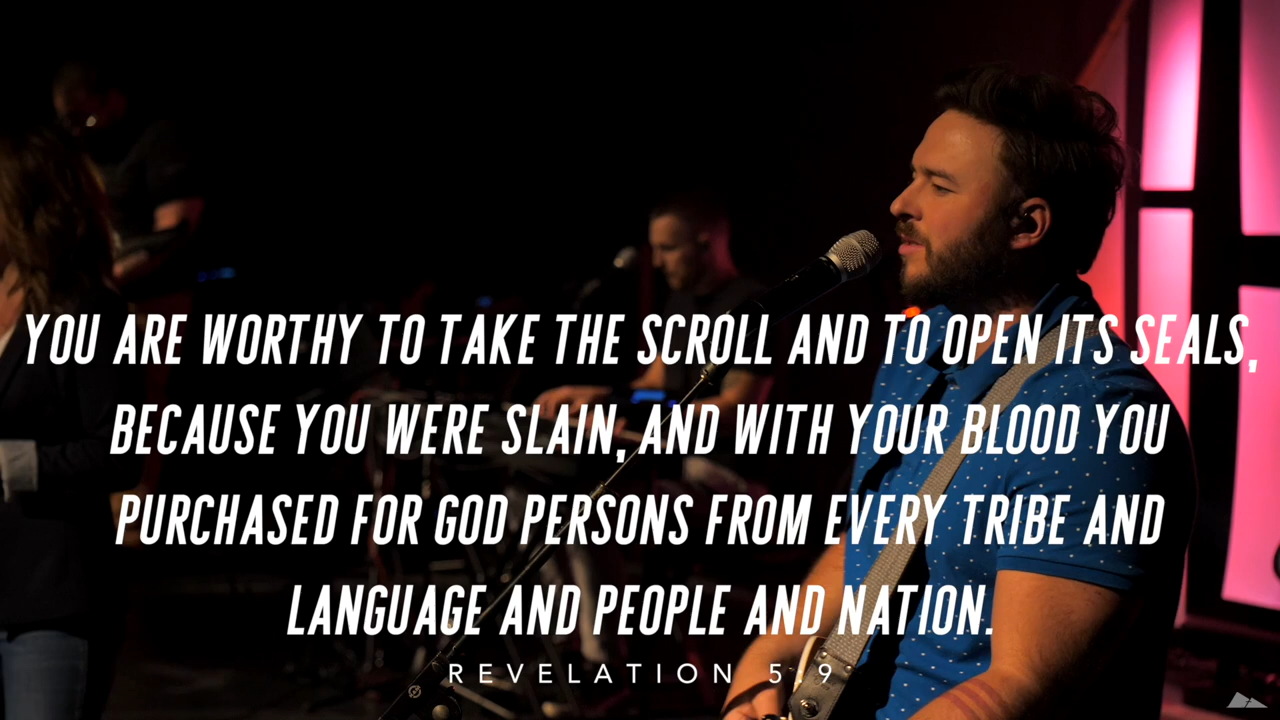 YOU ARE WORTHY TO TAKE THE SCROLL AND TO OPEN ITS SEALS,
BECAUSE YOU WERE SLAIN, AND WITH YOUR BLOOD YOU
PURCHASED FOR GOD PERSONS FROM EVERY TRIBE AND
LANGUAGE AND PEOPLE AND NATION.
REVELATION 5:9